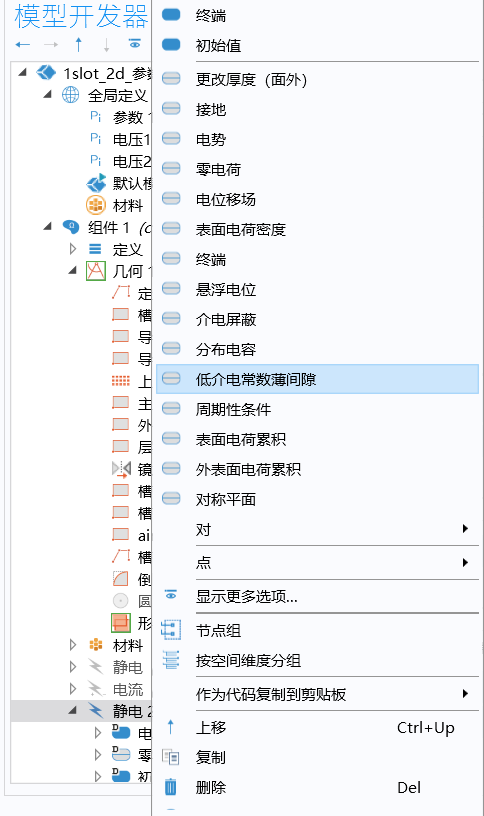 模型开发器
1slot_2d_参
全局定义
参数
电压1
电压2
默认
材料
组件 1
定义
几何
定
槽
导
导
上
主
外
层
镜
槽
槽
ai
槽
倒
圆
形
材料
静电
电流
静电 2
电
零
初
终端
初始值
更改厚度（面外）
接地
电势
零电荷
电位移场
表面电荷密度
终端
悬浮电位
介电屏蔽
分布电容
低介电常数薄间隙
周期性条件
表面电荷累积
外表面电荷累积
对称平面
对
点
显示更多选项...
节点组
按空间维度分组
作为代码复制到剪贴板
上移 Ctrl+Up
复制
删除 Del